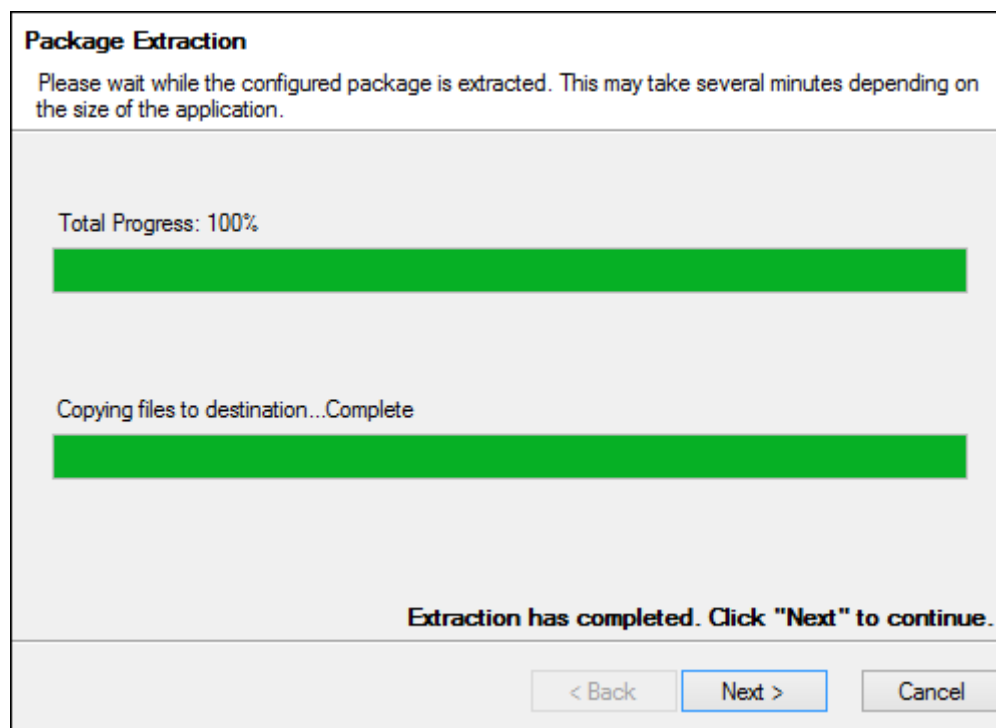 Package Extraction
Please wait while the configured package is extracted. This may take several minutes depending on
the size of the application.
Total Progress: 100%
Copying files to destination...Complete
Extraction has completed. Click "Next" to continue.
< Back
Next >
Cancel